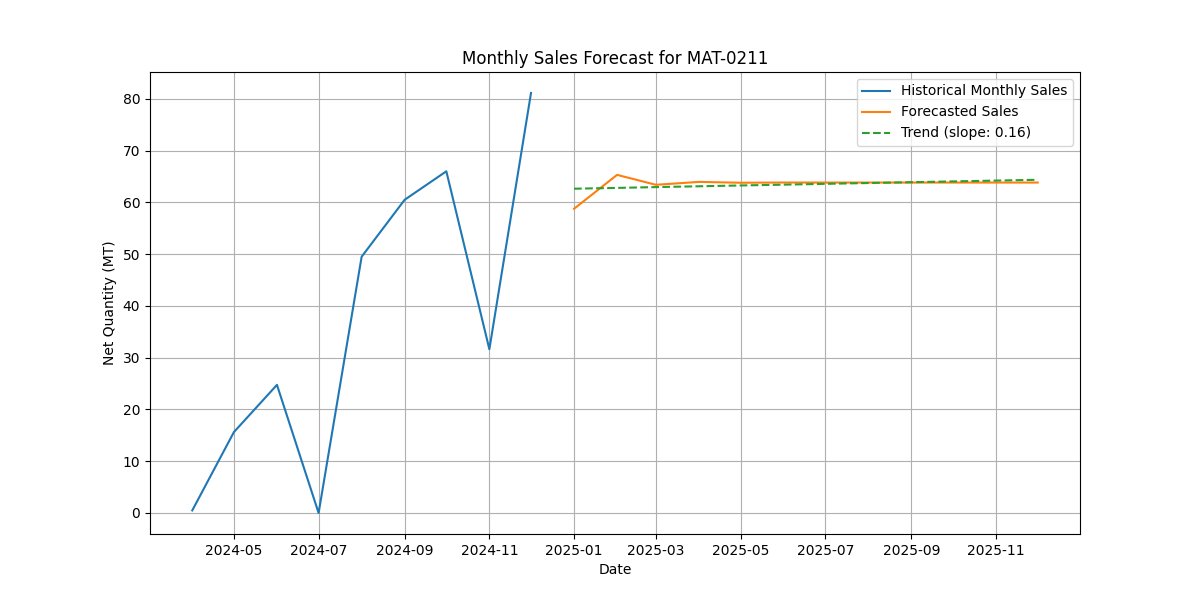 Monthly Sales Forecast for MAT-0211
Historical Monthly Sales
Forecasted Sales
Trend (slope: 0.16)
Net Quantity (MT)
80
70
60
50
40
30
20
10
0
2024-05 2024-07 2024-09 2024-11 2025-01 2025-03 2025-05 2025-07 2025-09 2025-11
Date